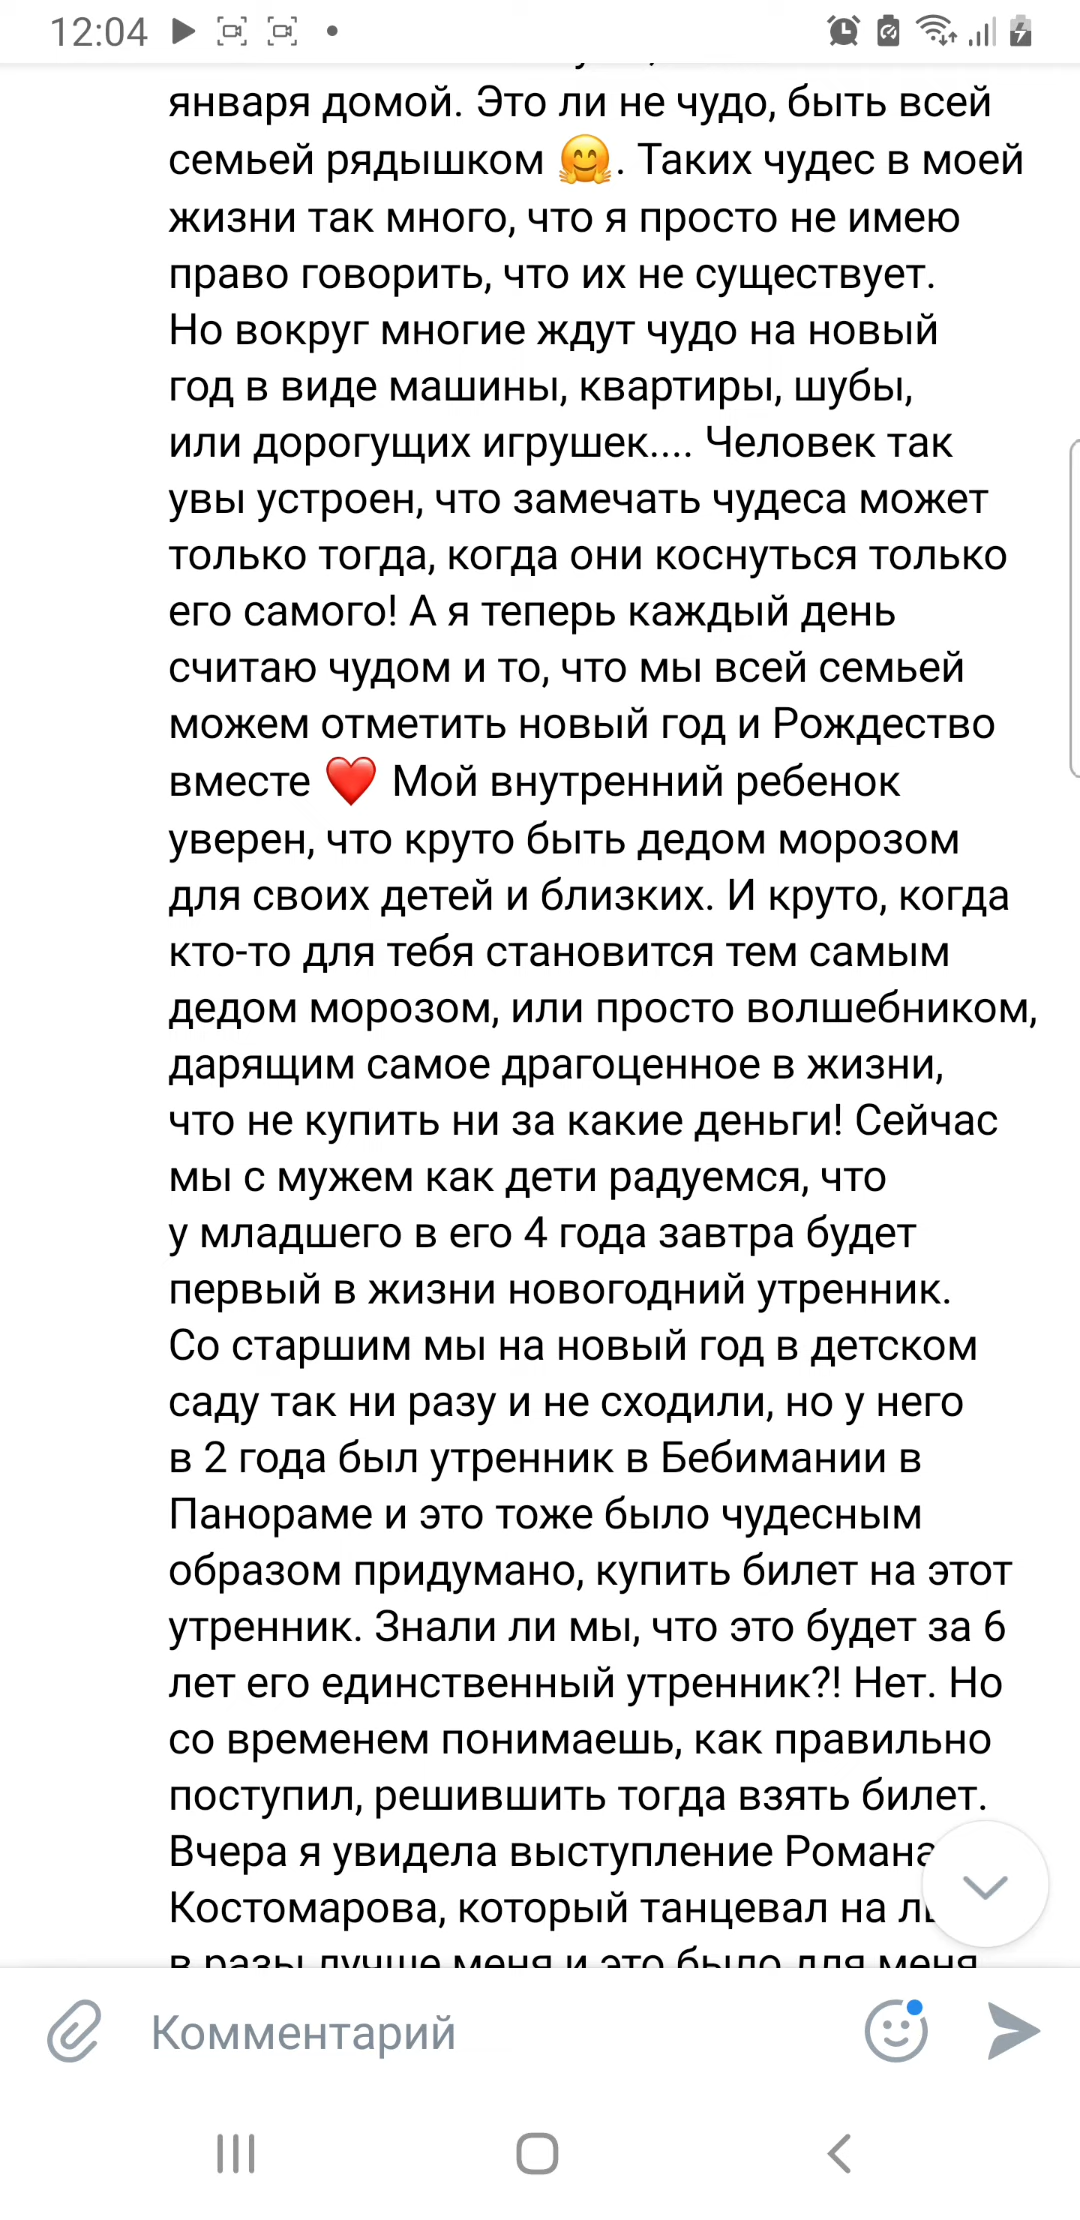 12:04
января домой. Это ли не чудо, быть всей
семьей рядышком 🤗. Таких чудес в моей
жизни так много, что я просто не имею
право говорить, что их не существует.
Но вокруг многие ждут чудо на новый
год в виде машины, квартиры, шубы,
или дорогущих игрушек.... Человек так
увы устроен, что замечать чудеса может
только тогда, когда они коснуться только
его самого! А я теперь каждый день
считаю чудом и то, что мы всей семьей
можем отметить новый год и Рождество
вместе ❤️ Мой внутренний ребенок
уверен, что круто быть дедом морозом
для своих детей и близких. И круто, когда
кто-то для тебя становится тем самым
дедом морозом, или просто волшебником,
дарящим самое драгоценное в жизни,
что не купить ни за какие деньги! Сейчас
мы с мужем как дети радуемся, что
у младшего в его 4 года завтра будет
первый в жизни новогодний утренник.
Со старшим мы на новый год в детском
саду так ни разу и не сходили, но у него
в 2 года был утренник в Бебимании в
Панораме и это тоже было чудесным
образом придумано, купить билет на этот
утренник. Знали ли мы, что это будет за 6
лет его единственный утренник?! Нет. Но
со временем понимаешь, как правильно
поступил, решившить тогда взять билет.
Вчера я увидела выступление Романа
Костомарова, который танцевал на
в разы лучше меня и это было для меня
Комментарий